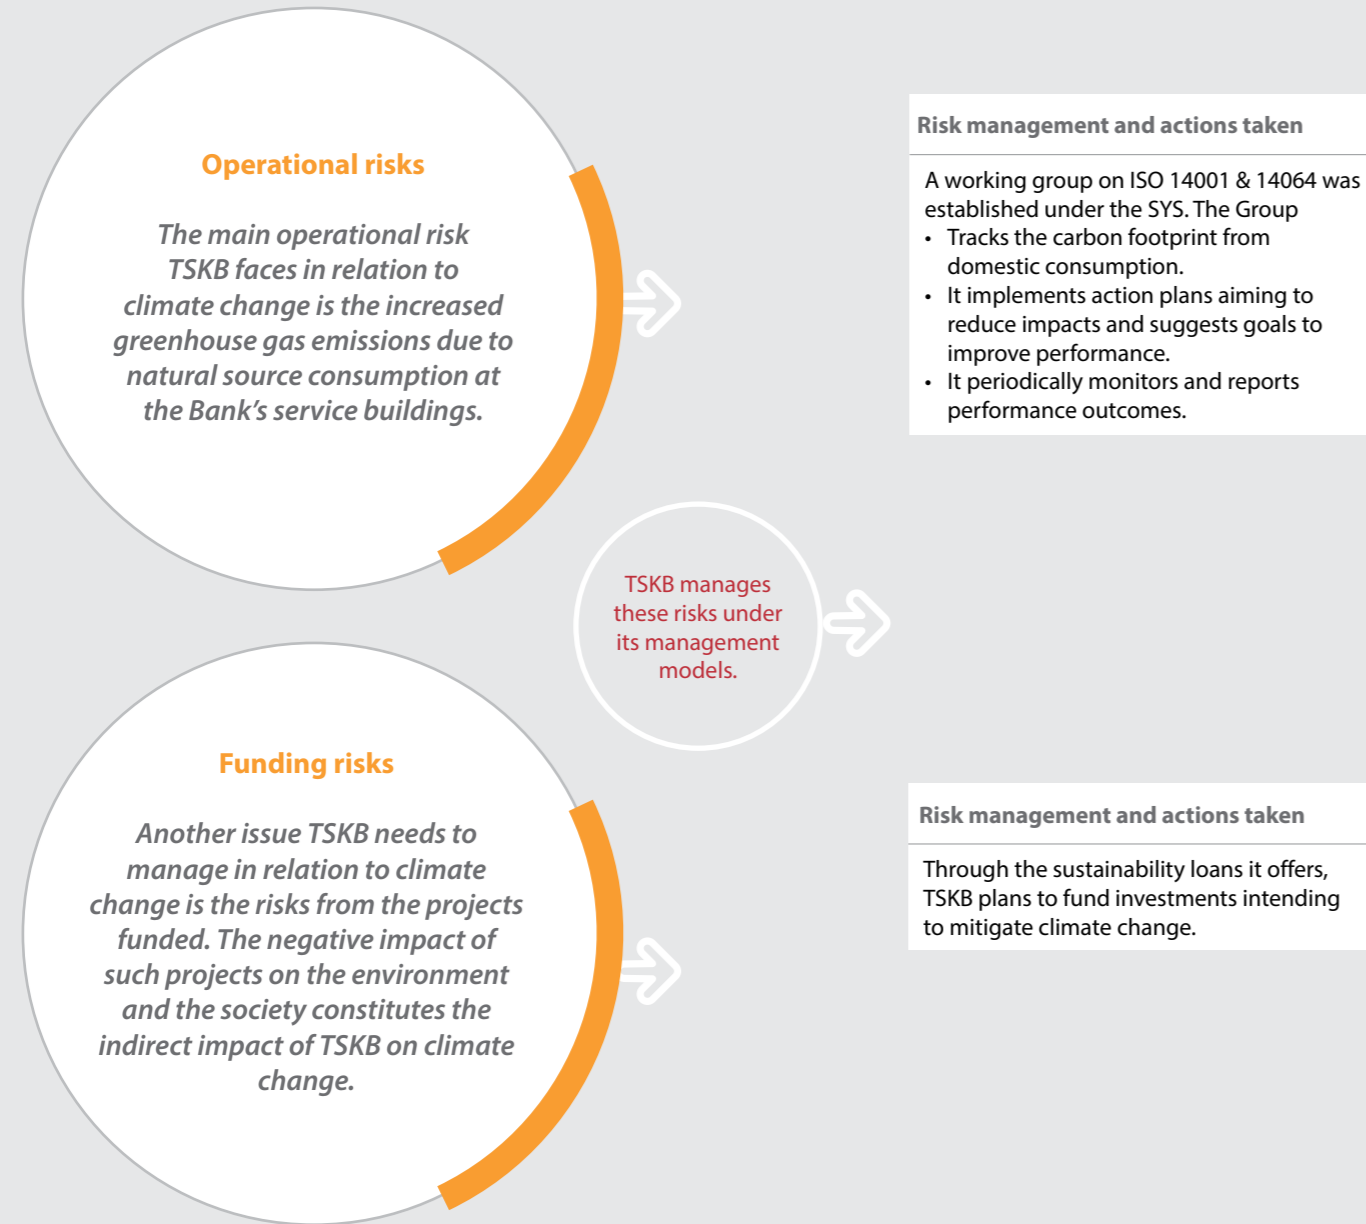 Operational risks
The main operational risk
TSKB faces in relation to
climate change is the increased
greenhouse gas emissions due to
natural source consumption at
the Bank's service buildings.
Risk management and actions taken
A working group on ISO 14001 & 14064 was
established under the SYS. The Group
• Tracks the carbon footprint from
domestic consumption.
• It implements action plans aiming to
reduce impacts and suggests goals to
improve performance.
• It periodically monitors and reports
performance outcomes.
TSKB manages
these risks under
its management
models.
Funding risks
Another issue TSKB needs to
manage in relation to climate
change is the risks from the projects
funded. The negative impact of
such projects on the environment
and the society constitutes the
indirect impact of TSKB on climate
change.
Risk management and actions taken
Through the sustainability loans it offers,
TSKB plans to fund investments intending
to mitigate climate change.